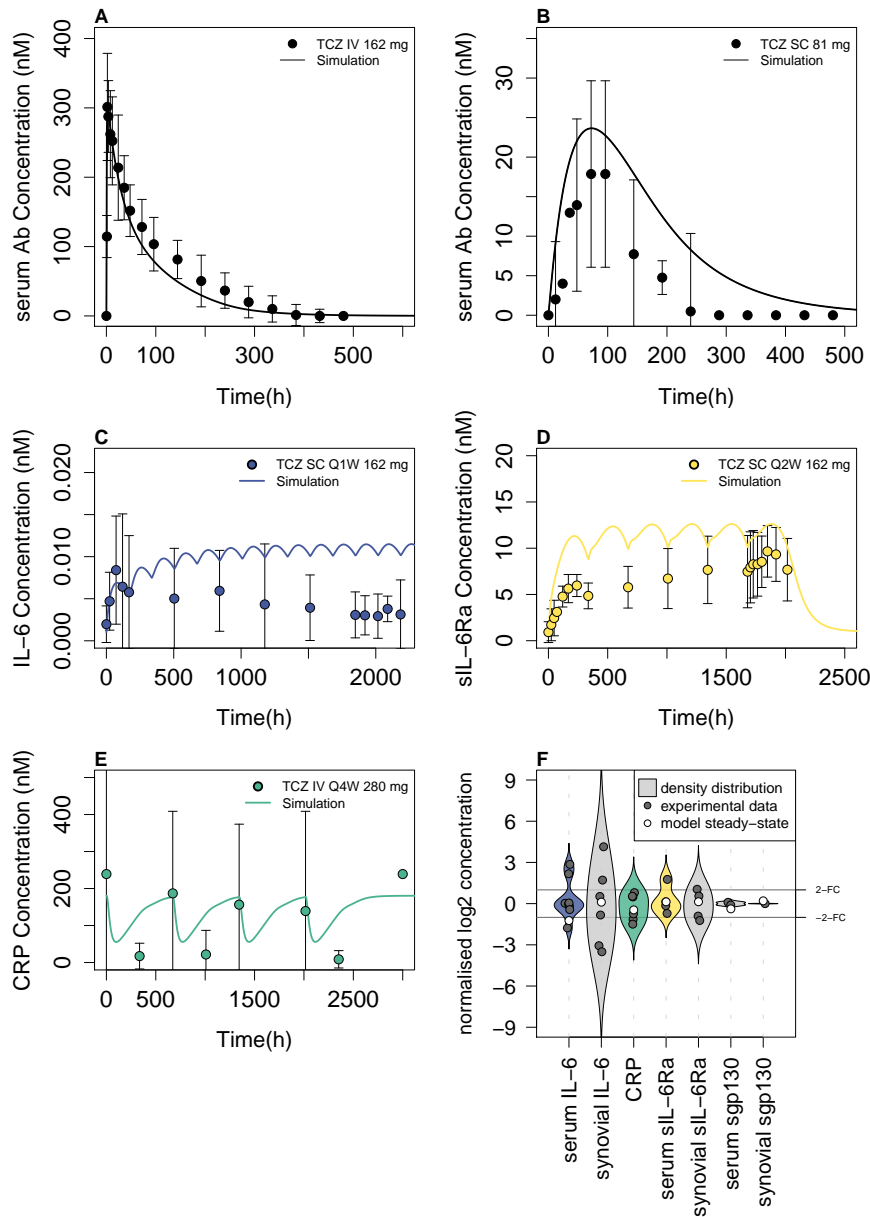 A
serum Ab Concentration (nM)
400
300
200
100
0
TCZ IV 162 mg
Simulation
0 100 300 500
Time(h)
B
serum Ab Concentration (nM)
30
20
10
5
0
TCZ SC 81 mg
Simulation
0 100 200 300 400 500
Time(h)
C
IL−6 Concentration (nM)
0.020
0.010
0.000
TCZ SC Q1W 162 mg
Simulation
0 500 1000 2000
Time(h)
D
sIL−6Ra Concentration (nM)
20
15
10
5
0
TCZ SC Q2W 162 mg
Simulation
0 500 1500 2500
Time(h)
E
CRP Concentration (nM)
400
200
0
TCZ IV Q4W 280 mg
Simulation
0 500 1500 2500
Time(h)
F
normalised log2 concentration
9
6
3
0
−3
−6
−9
density distribution
experimental data
model steady−state
2−FC
−2−FC
serum IL−6
synovial IL−6
CRP
serum sIL−6Ra
synovial sIL−6Ra
serum sgp130
synovial sgp130